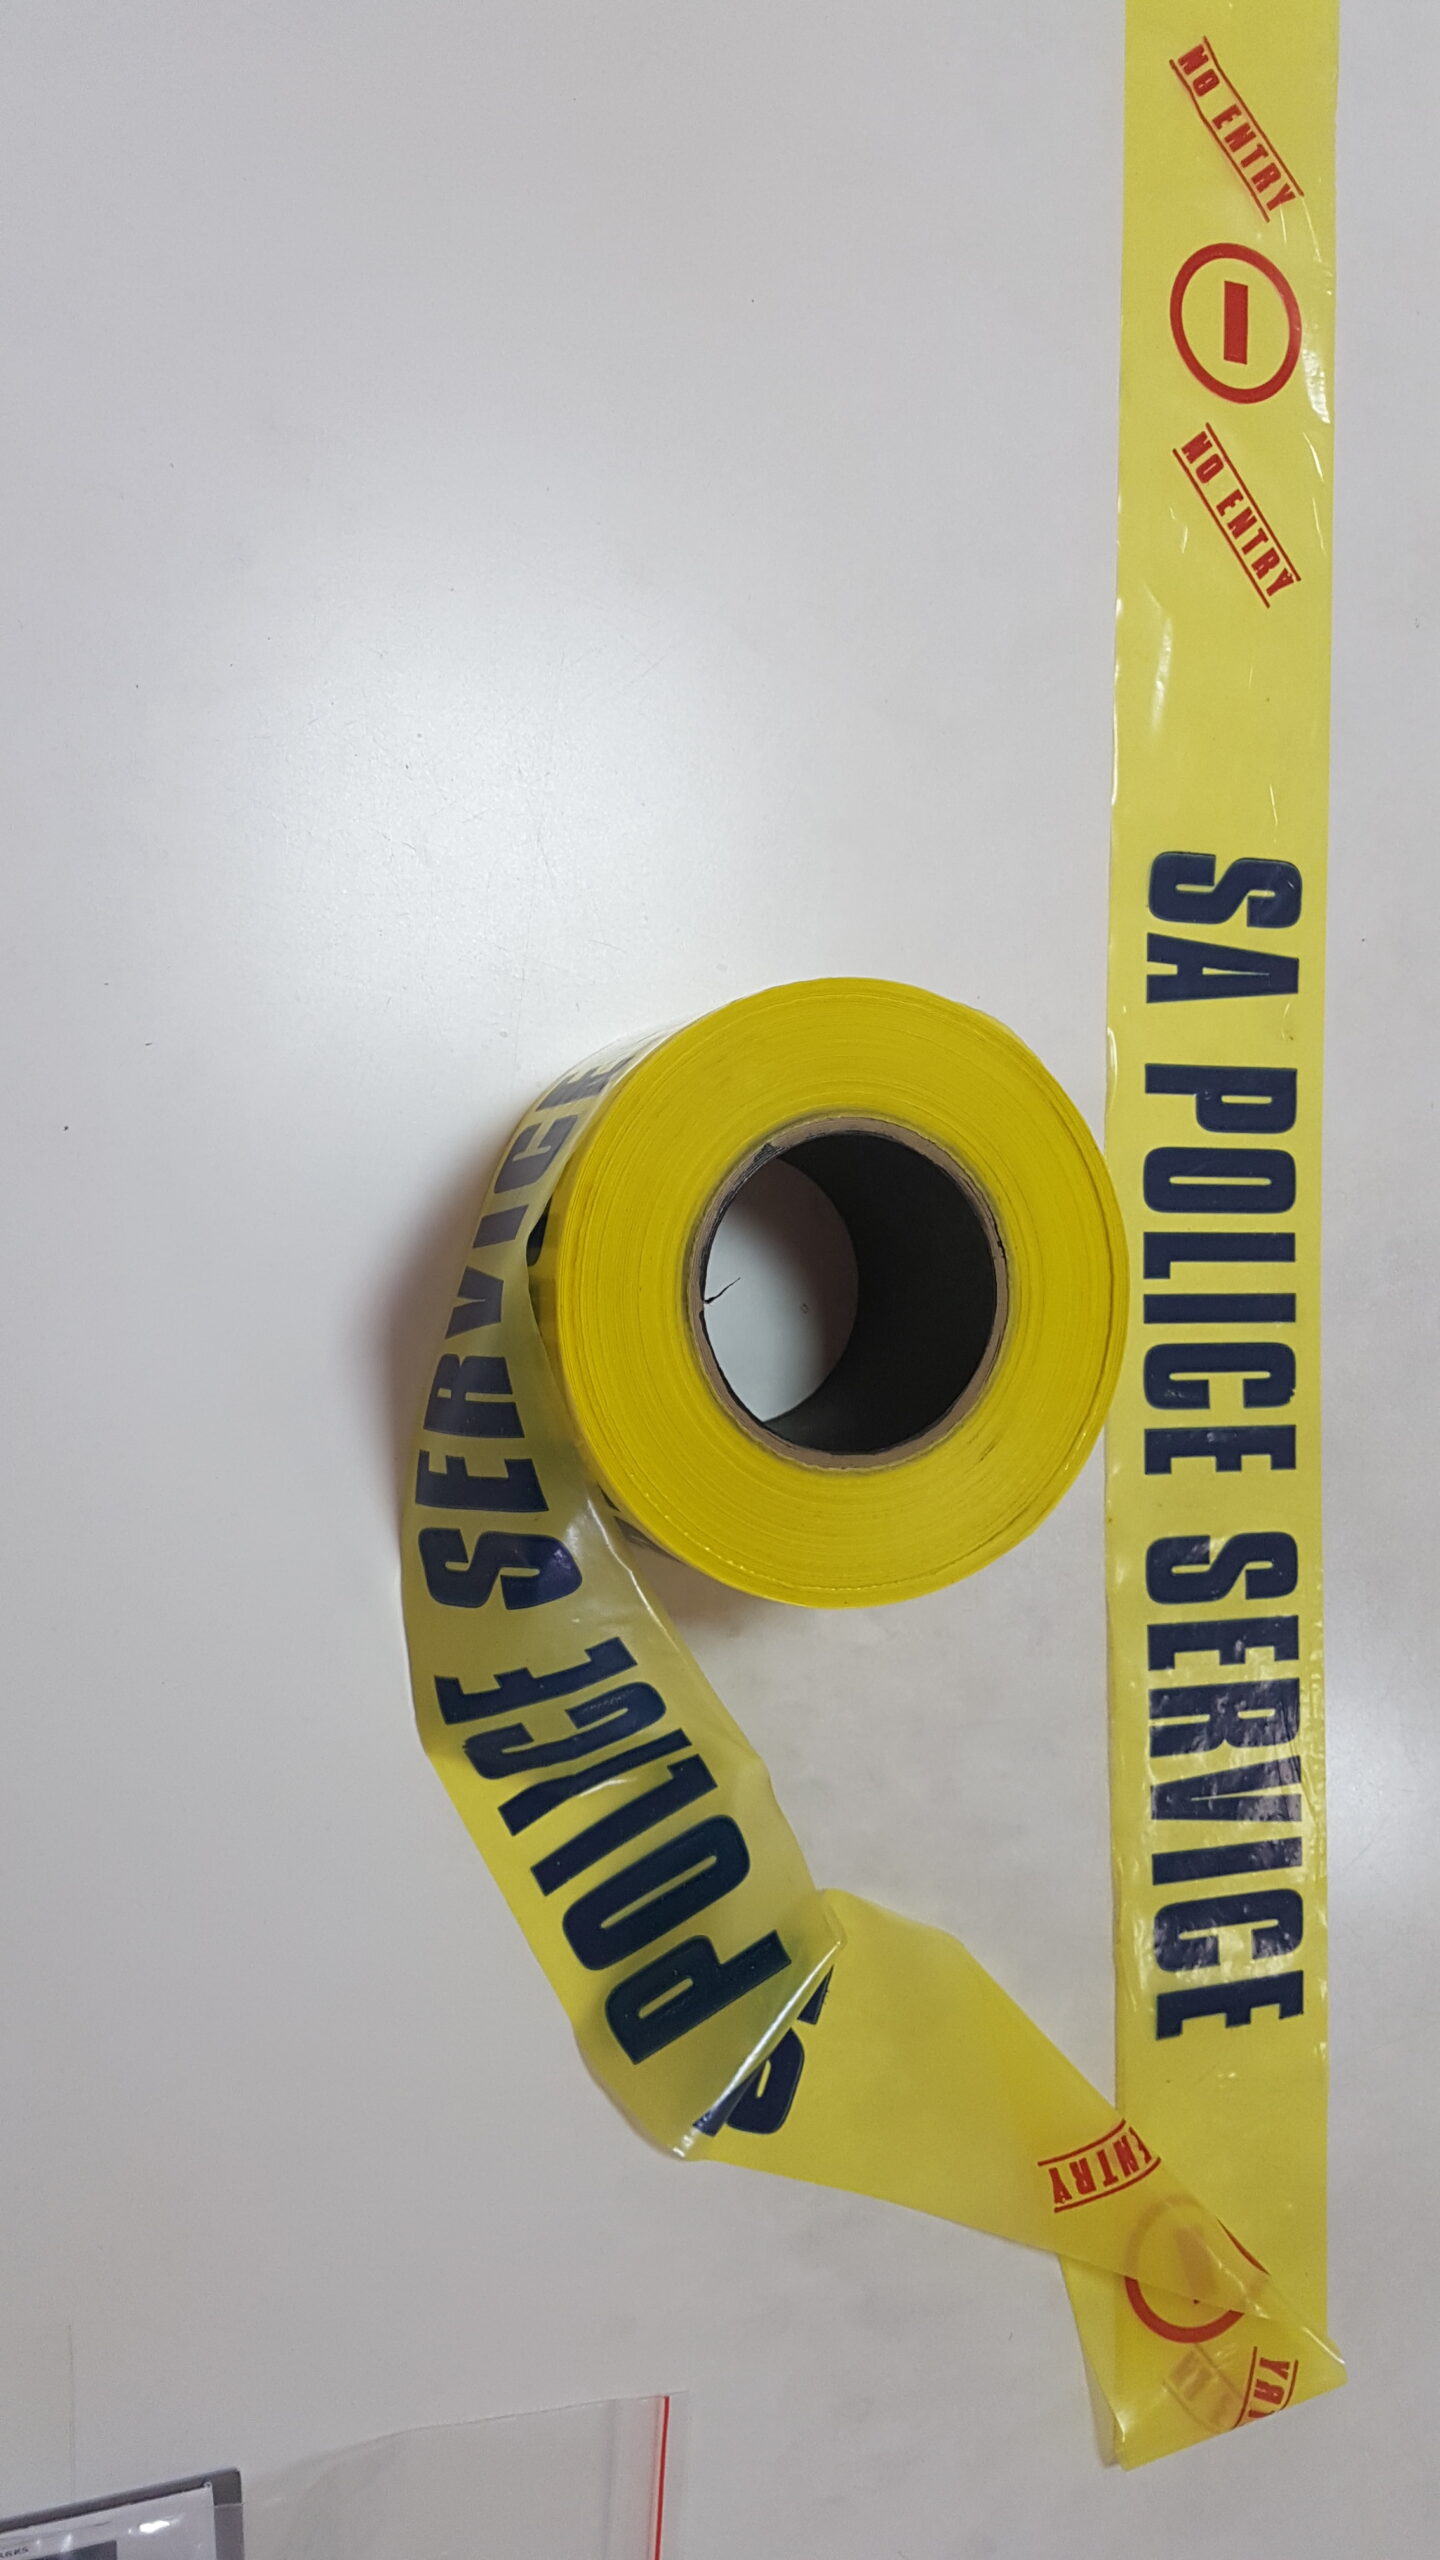 NO ENTRY
NO ENTRY
SA POLICE SERVICE
POLICE SERVICE
ENTRY